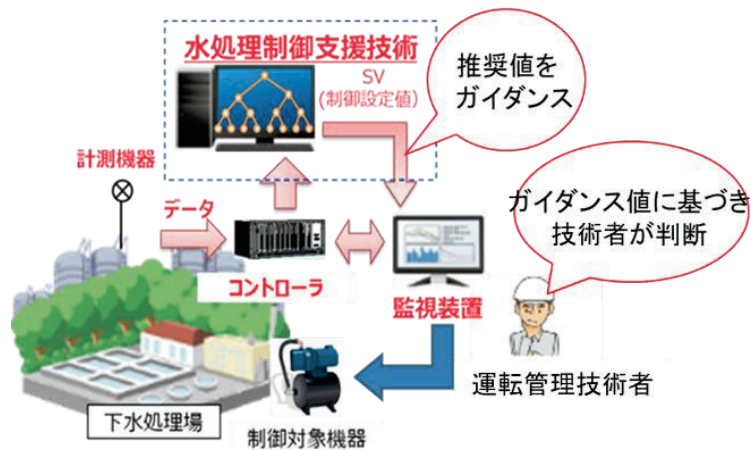 水処理制御支援技術
SV
(制御設定値)
推奨値を
ガイダンス
計測機器
データ
ガイダンス値に基づき
技術者が判断
コントローラ
監視装置
運転管理技術者
下水処理場
制御対象機器